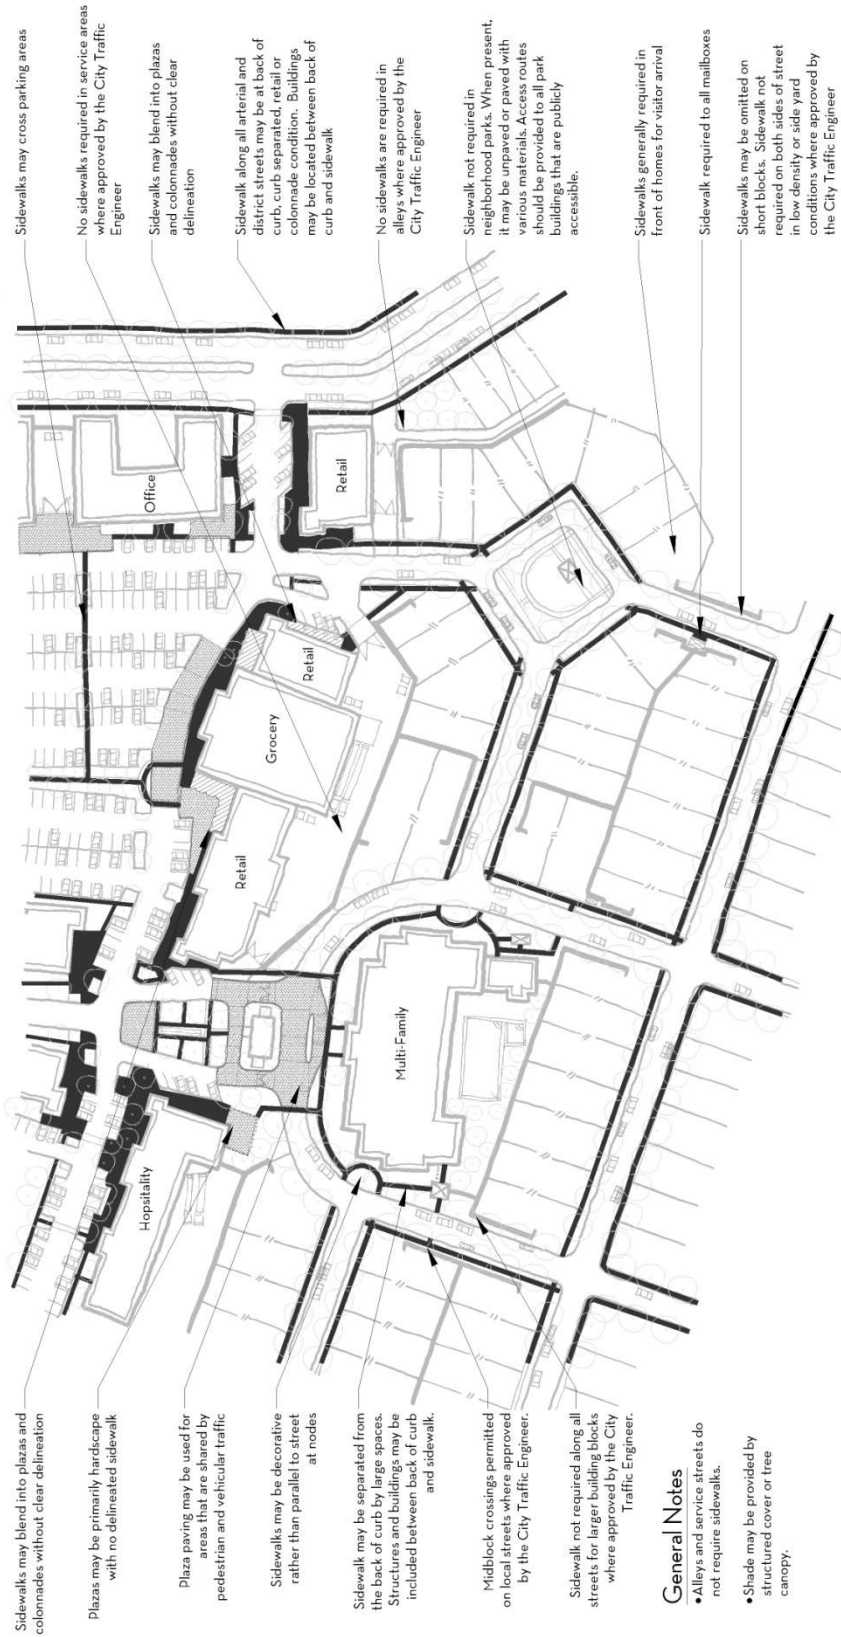 Sidewalks may blend into plazas and
colonnades without clear delineation
Plazas may be primarily hardscape
with no delineated sidewalk
Plaza paving may be used for
areas that are shared by
pedestrian and vehicular traffic
Sidewalks may be decorative
rather than parallel to street
at nodes
Sidewalk may be separated from
the back of curb by large spaces.
Structures and buildings may be
included between back of curb
and sidewalk.
Midblock crossings permitted
on local streets where approved
by the City Traffic Engineer.
Sidewalk not required along all
streets for larger building blocks
where approved by the City
Traffic Engineer.
General Notes
•Alleys and service streets do
not require sidewalks.
•Shade may be provided by
structured cover or tree
canopy.
Hopsitality
Multi-Family
Retail
Grocery
Retail
Office
Retail
Sidewalks may cross parking areas
No sidewalks required in service areas
where approved by the City Traffic
Engineer
Sidewalks may blend into plazas
and colonnades without clear
delineation
Sidewalk along all arterial and
district streets may be at back of
curb, curb separated, retail or
colonnade condition.  Buildings
may be located between back of
curb and sidewalk
No sidewalks are required in
alleys where approved by the
City Traffic Engineer
Sidewalk not required in
neighborhood parks. When present,
it may be unpaved or paved with
various materials. Access routes
should be provided to all park
buildings that are publicly
accessible.
Sidewalks generally required in
front of homes for visitor arrival
Sidewalk required to all mailboxes
Sidewalks may be omitted on
short blocks.  Sidewalk not
required on both sides of street
in low density or side yard
conditions where approved by
the City Traffic Engineer